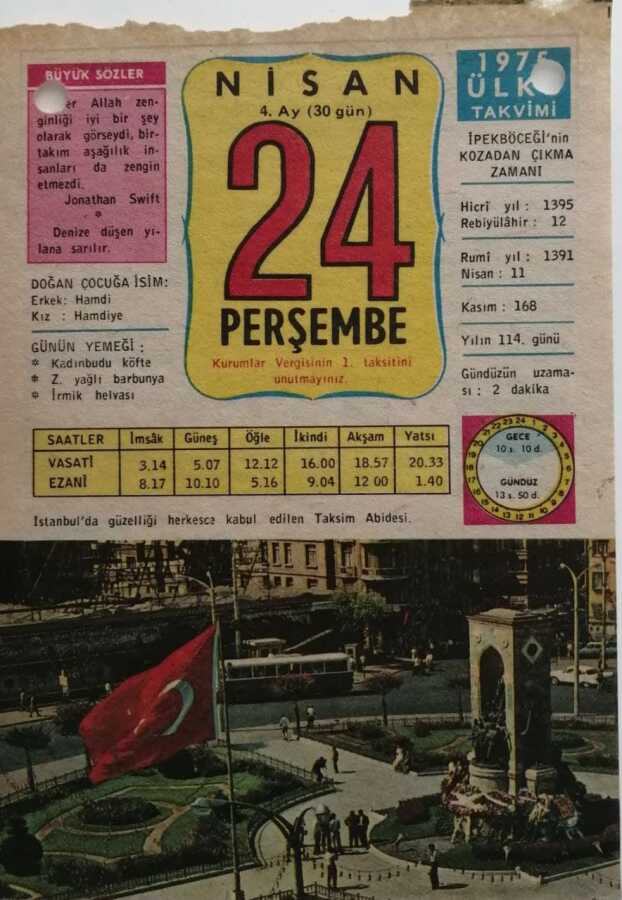 BÜYÜK SÖZLER
er Allah zen-
ginliği iyi bir şey
olarak görseydi, bir-
takım aşağılık in-
sanları da zengin
etmezdi.
Jonathan Swift
*
Denize düşen yı-
lana sarılır.
DOĞAN ÇOCUĞA İSİM:
Erkek: Hamdi
Kız : Hamdiye
GÜNÜN YEMEĞİ :
* Kadınbudu köfte
* Z. yağlı barbunya
* İrmik helvası
NİSAN
4. Ay (30 gün)
24
PERŞEMBE
Kurumlar Vergisinin 1. taksitini
unutmayınız.
1975
ÜLK
TAKVİMİ
İPEKBÖCEĞİ'nin
KOZADAN ÇIKMA
ZAMANI
Hicrî yıl : 1395
Rebiyülâhir : 12
Rumî yıl : 1391
Nisan : 11
Kasım : 168
Yılın 114. günü
Gündüzün uzama-
sı : 2 dakika
SAATLER İmsâk Güneş Öğle İkindi Akşam Yatsı
VASATÎ 3.14 5.07 12.12 16.00 18.57 20.33
EZANÎ 8.17 10.10 5.16 9.04 12 00 1.40
GECE
10 s. 10 d.
GÜNDÜZ
13 s. 50 d.
İstanbul'da güzelliği herkesce kabul edilen Taksim Abidesi.